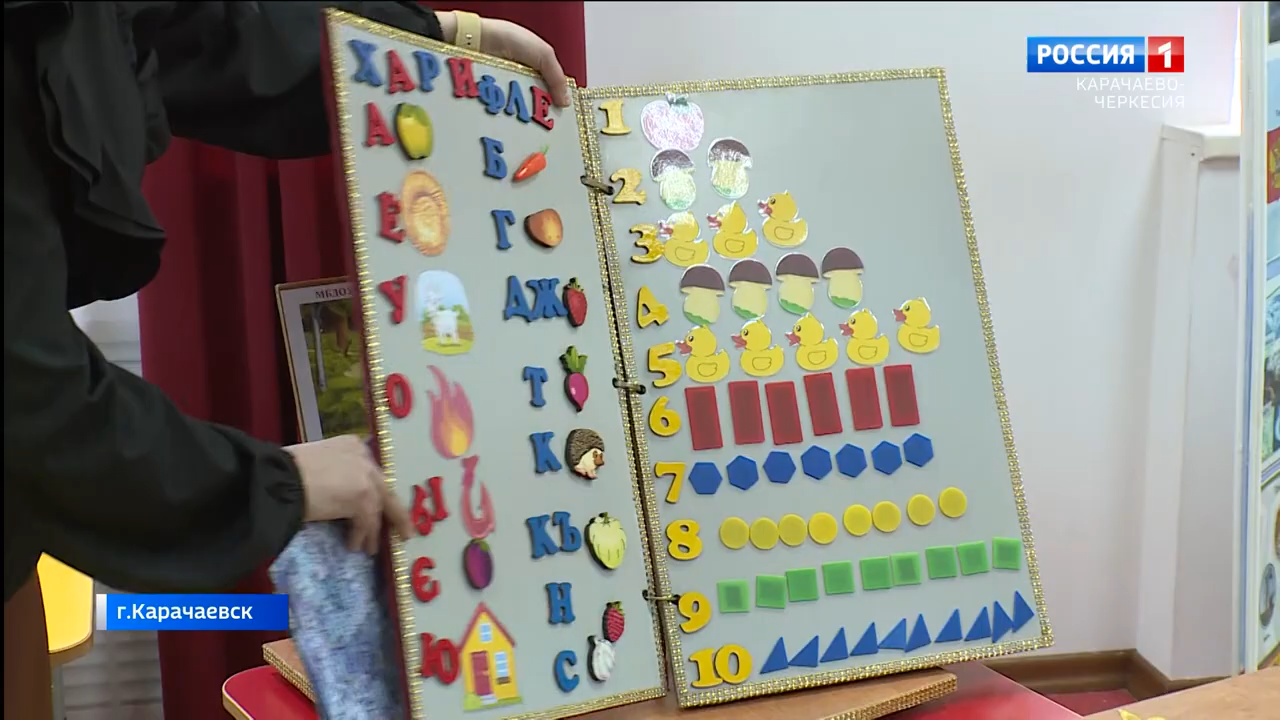 РОССИЯ 1
КАРАЧАЕВО-
ЧЕРКЕСИЯ
ХАРИФЛЕ
А
Б
Е
Г
У
ДЖ
О
Т
К
Ы
КЪ
Є
Н
Ю
С
1
2
3
4
5
6
7
8
9
10
г.Карачаевск